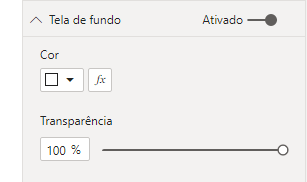 Tela de fundo Ativado
Cor
fx
Transparência
100 %